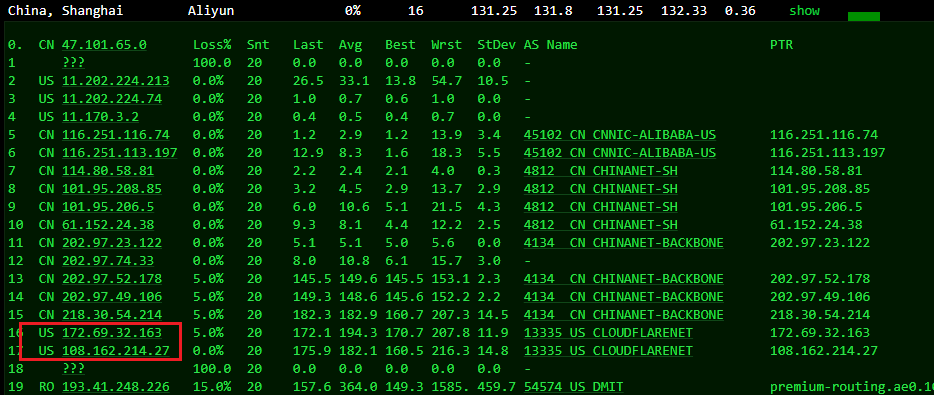 China, Shanghai Aliyun 0% 16 131.25 131.8 131.25 132.33 0.36 show
0. CN 47.101.65.0 Loss% Snt Last Avg Best Wrst StDev AS Name PTR
1 ??? 100.0 20 0.0 0.0 0.0 0.0 0.0 -
2 US 11.202.224.213 0.0% 20 26.5 33.1 13.8 54.7 10.5 -
3 US 11.202.224.74 0.0% 20 1.0 0.7 0.6 1.0 0.0 -
4 US 11.170.3.2 0.0% 20 0.4 0.5 0.4 0.7 0.0 -
5 CN 116.251.116.74 0.0% 20 1.2 2.9 1.2 13.9 3.4 45102 CN CNNIC-ALIBABA-US 116.251.116.74
6 CN 116.251.113.197 0.0% 20 12.9 8.3 1.6 18.3 5.5 45102 CN CNNIC-ALIBABA-US 116.251.113.197
7 CN 114.80.58.81 0.0% 20 2.2 2.4 2.1 4.0 0.3 4812 CN CHINANET-SH 114.80.58.81
8 CN 101.95.208.85 0.0% 20 3.2 4.5 2.9 13.7 2.9 4812 CN CHINANET-SH 101.95.208.85
9 CN 101.95.206.5 0.0% 20 6.0 10.6 5.1 21.5 4.3 4812 CN CHINANET-SH 101.95.206.5
10 CN 61.152.24.38 0.0% 20 9.3 8.1 4.4 12.2 2.5 4812 CN CHINANET-SH 61.152.24.38
11 CN 202.97.23.122 0.0% 20 5.1 5.1 5.0 5.6 0.0 4134 CN CHINANET-BACKBONE 202.97.23.122
12 CN 202.97.74.33 0.0% 20 8.0 10.8 6.1 15.7 3.0 -
13 CN 202.97.52.178 5.0% 20 145.5 149.6 145.5 153.1 2.3 4134 CN CHINANET-BACKBONE 202.97.52.178
14 CN 202.97.49.106 5.0% 20 149.3 148.6 145.6 152.2 2.2 4134 CN CHINANET-BACKBONE 202.97.49.106
15 CN 218.30.54.214 5.0% 20 182.3 182.9 160.7 207.3 14.5 4134 CN CHINANET-BACKBONE 218.30.54.214
16 US 172.69.32.163 5.0% 20 172.1 194.3 170.7 207.8 11.9 13335 US CLOUDFLARENET 172.69.32.163
17 US 108.162.214.27 0.0% 20 175.9 182.1 160.5 216.3 14.8 13335 US CLOUDFLARENET 108.162.214.27
18 ??? 100.0 20 0.0 0.0 0.0 0.0 0.0 -
19 RO 193.41.248.226 15.0% 20 157.6 364.0 149.3 1585. 459.7 54574 US DMIT premium-routing.ae0.10